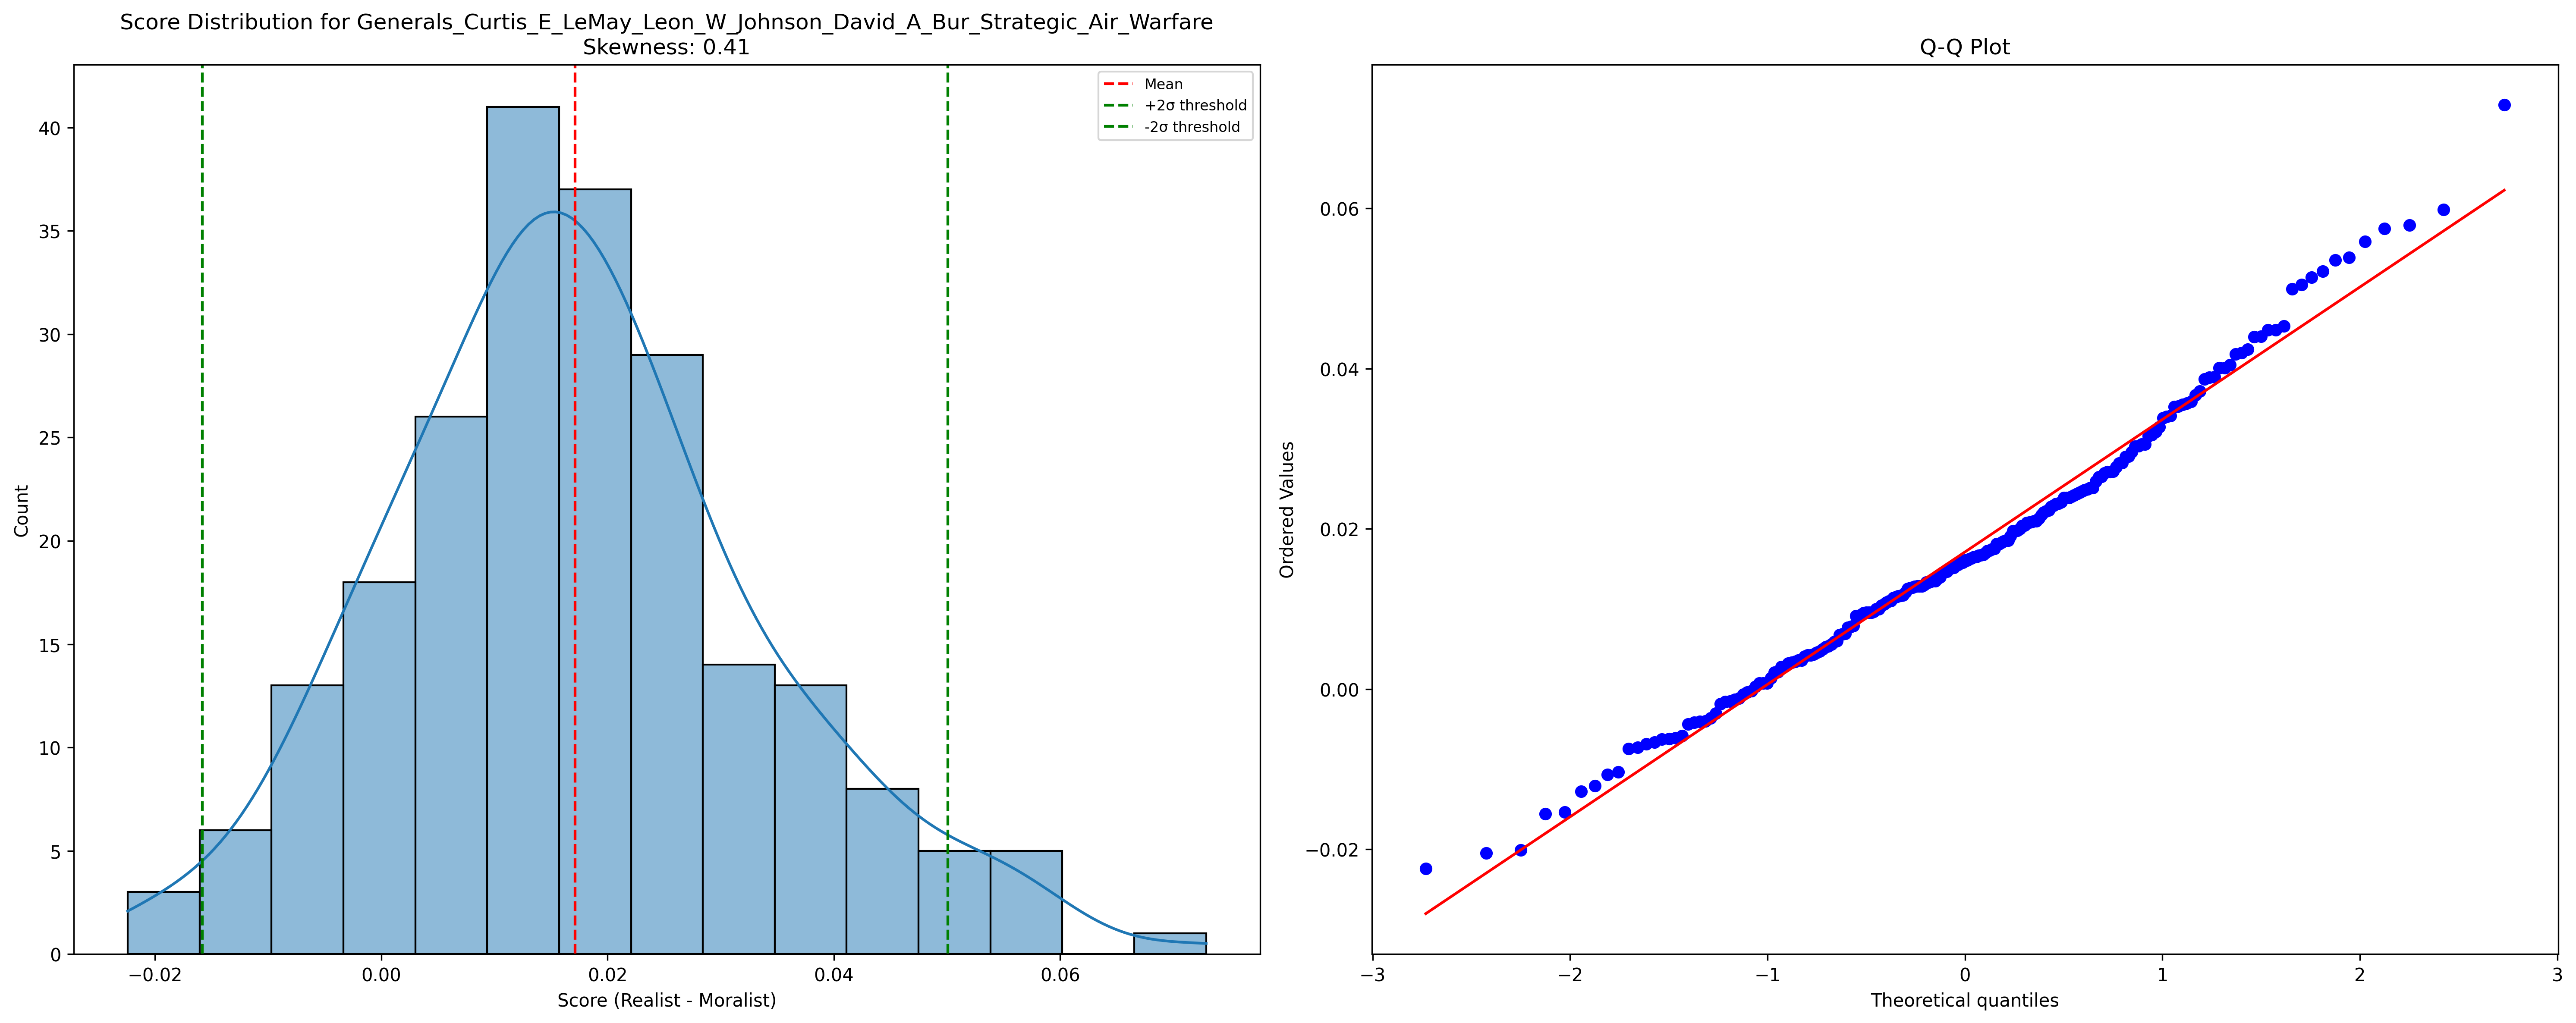 Score Distribution for Generals_Curtis_E_LeMay_Leon_W_Johnson_David_A_Bur_Strategic_Air_Warfare
Skewness: 0.41
Mean
+2σ threshold
-2σ threshold
Count
40
35
30
25
20
15
10
5
0
−0.02
0.00
0.02
0.04
0.06
Score (Realist - Moralist)
Q-Q Plot
Ordered Values
0.06
0.04
0.02
0.00
−0.02
−3
−2
−1
0
1
2
3
Theoretical quantiles